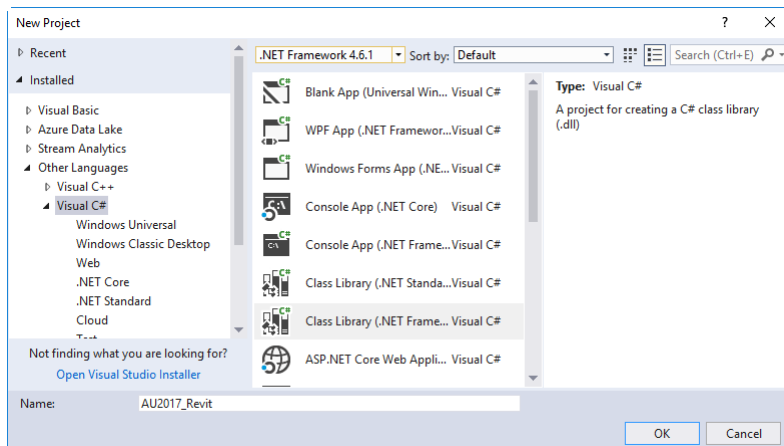 New Project
? ×
Recent
Installed
Visual Basic
Azure Data Lake
Stream Analytics
Other Languages
Visual C++
Visual C#
Windows Universal
Windows Classic Desktop
Web
.NET Core
.NET Standard
Cloud
Test
Not finding what you are looking for?
Open Visual Studio Installer
.NET Framework 4.6.1 Sort by: Default Search (Ctrl+E)
Blank App (Universal Win... Visual C#
WPF App (.NET Framewor... Visual C#
Windows Forms App (.NE... Visual C#
Console App (.NET Core) Visual C#
Console App (.NET Frame... Visual C#
Class Library (.NET Standa... Visual C#
Class Library (.NET Frame... Visual C#
ASP.NET Core Web Appli... Visual C#
Type: Visual C#
A project for creating a C# class library
(.dll)
Name: AU2017_Revit
OK Cancel